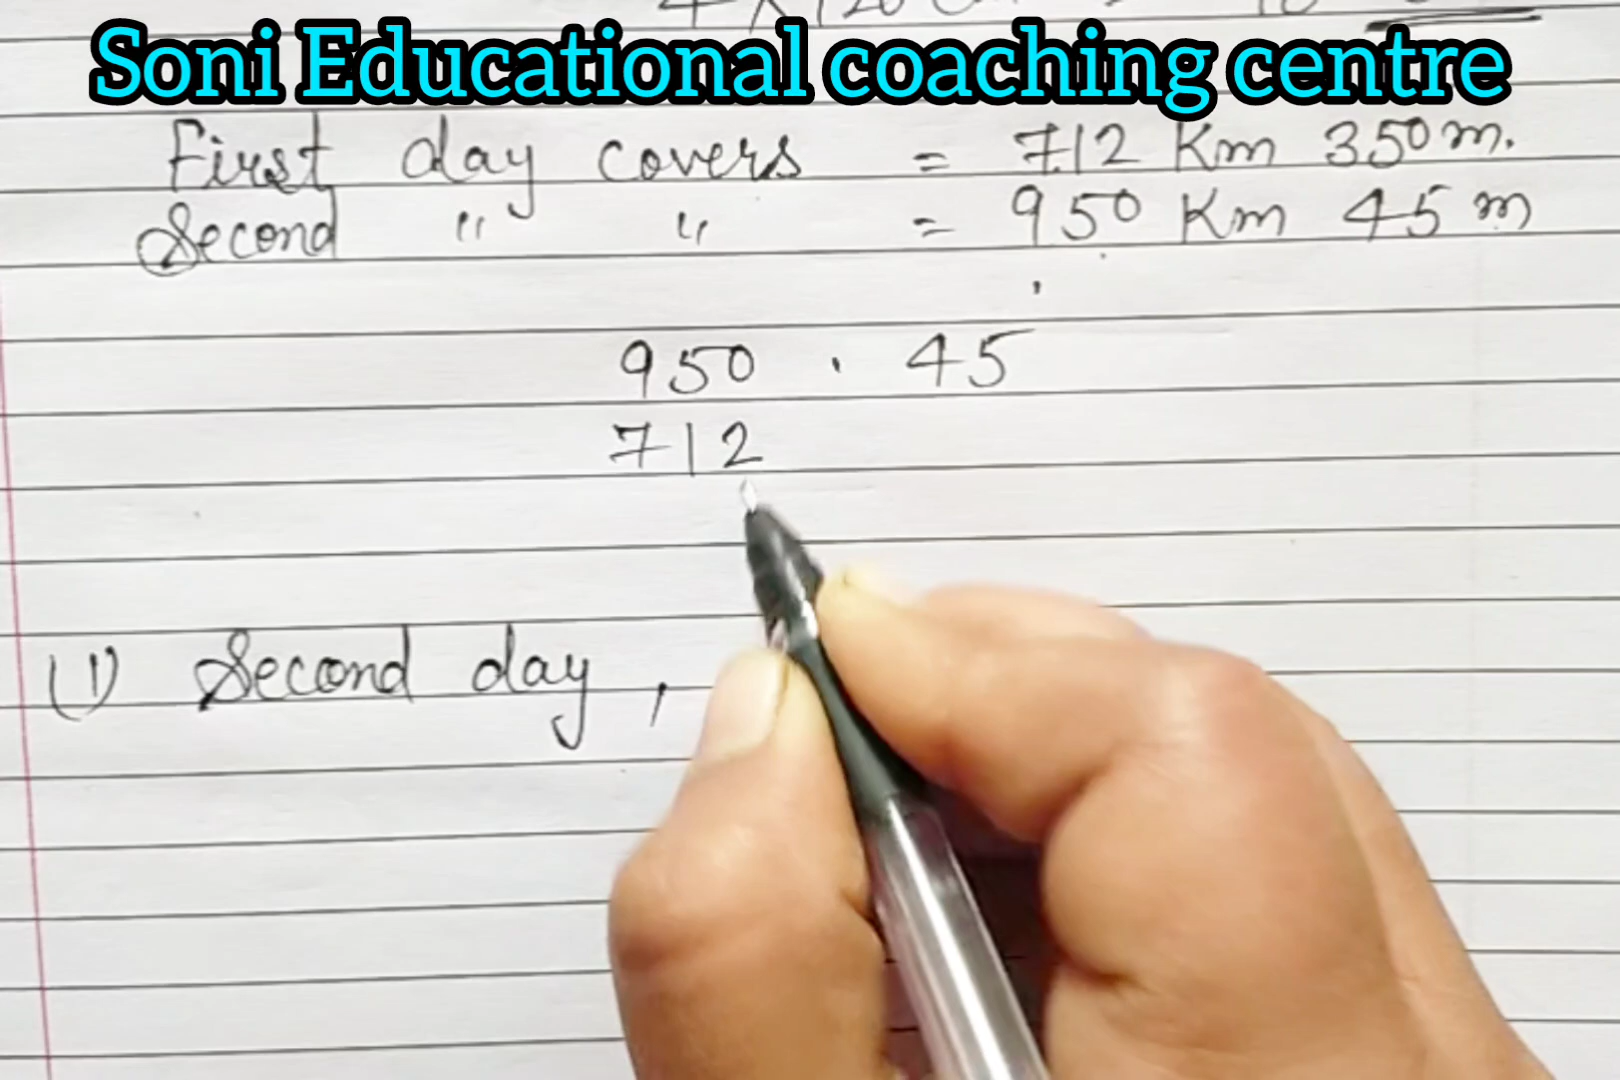 Soni Educational coaching centre
First day covers = 712 Km 350 m.
Second " " = 950 Km 45 m
950 . 45
712
(1) Second day,